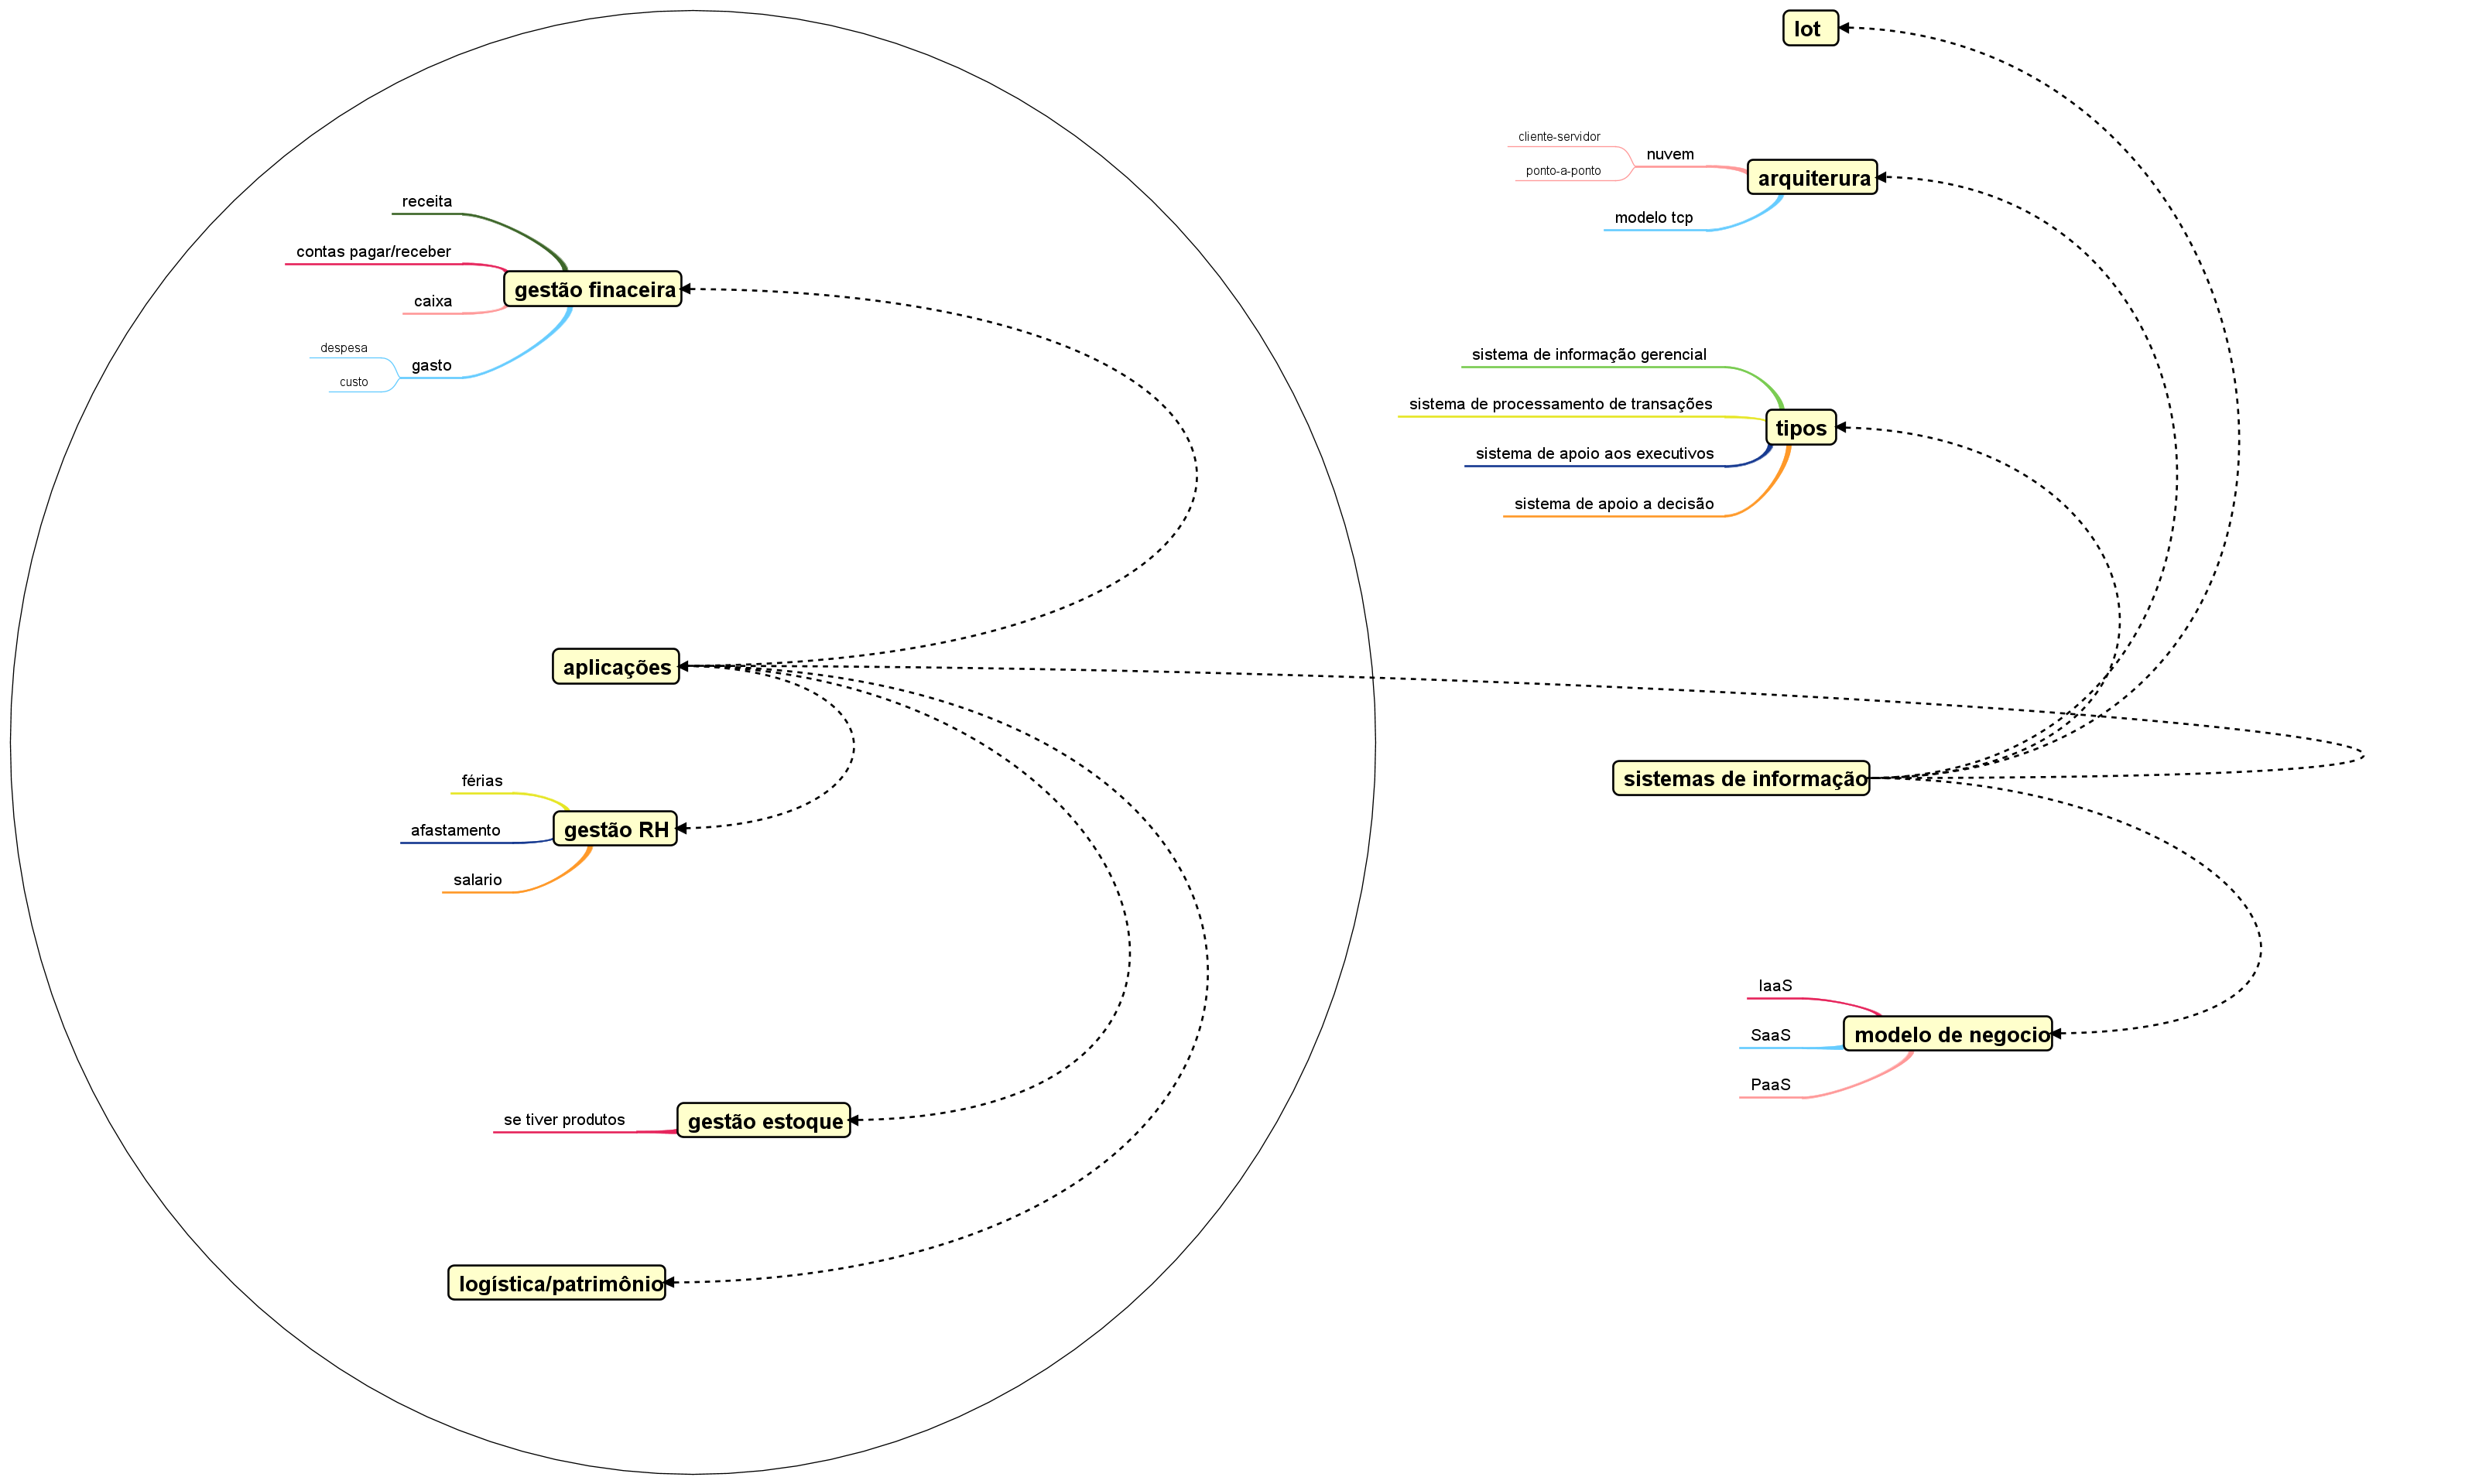 receita
contas pagar/receber
gestão finaceira
caixa
despesa
gasto
custo
aplicações
férias
afastamento
gestão RH
salario
se tiver produtos
gestão estoque
logística/patrimônio
Iot
cliente-servidor
nuvem
ponto-a-ponto
arquiterura
modelo tcp
sistema de informação gerencial
sistema de processamento de transações
tipos
sistema de apoio aos executivos
sistema de apoio a decisão
sistemas de informação
IaaS
SaaS
modelo de negocio
PaaS